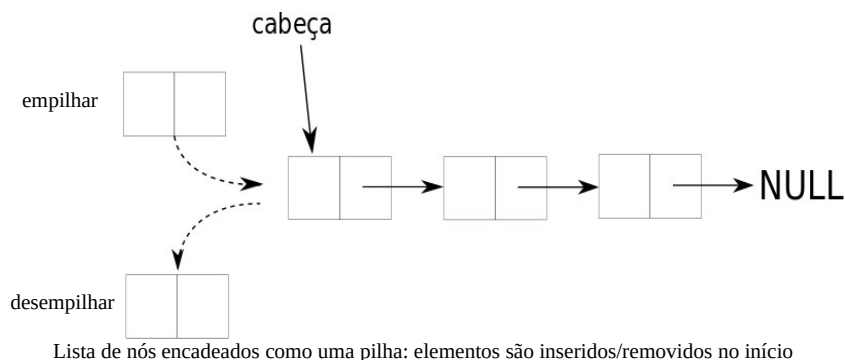 cabeça
empilhar
NULL
desempilhar
Lista de nós encadeados como uma pilha: elementos são inseridos/removidos no início